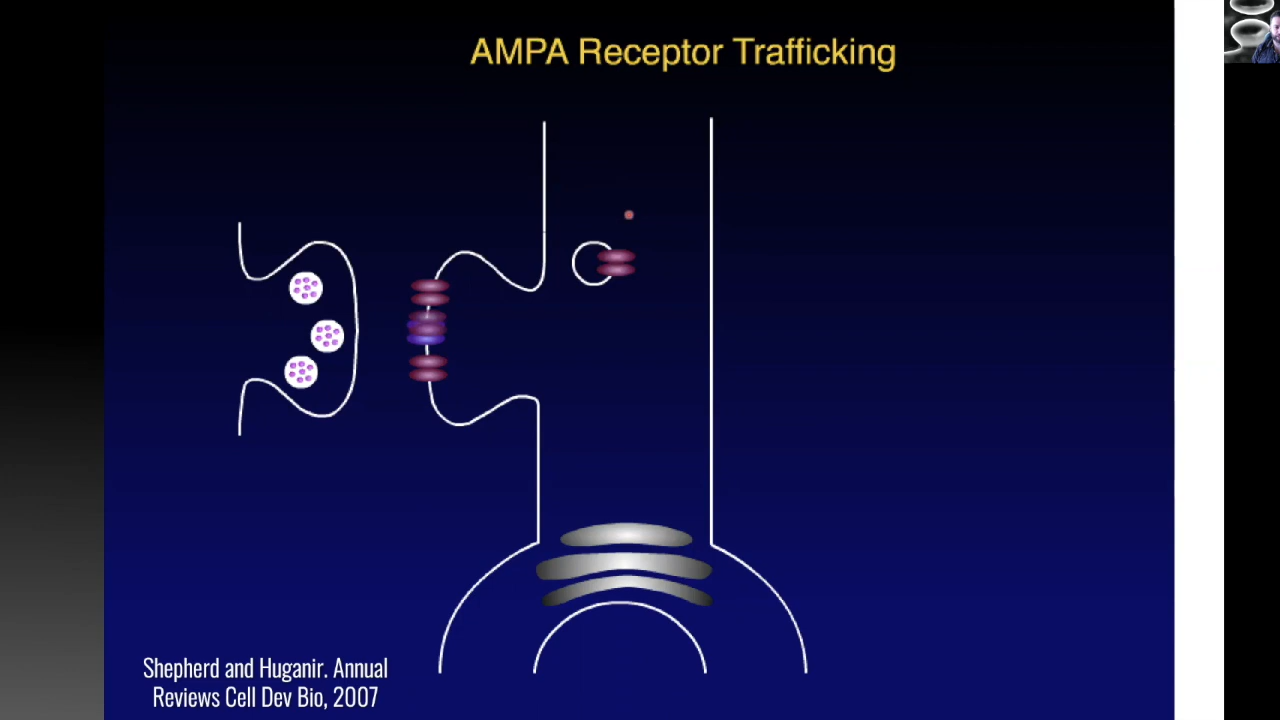 AMPA Receptor Trafficking
Shepherd and Huganir. Annual
Reviews Cell Dev Bio, 2007